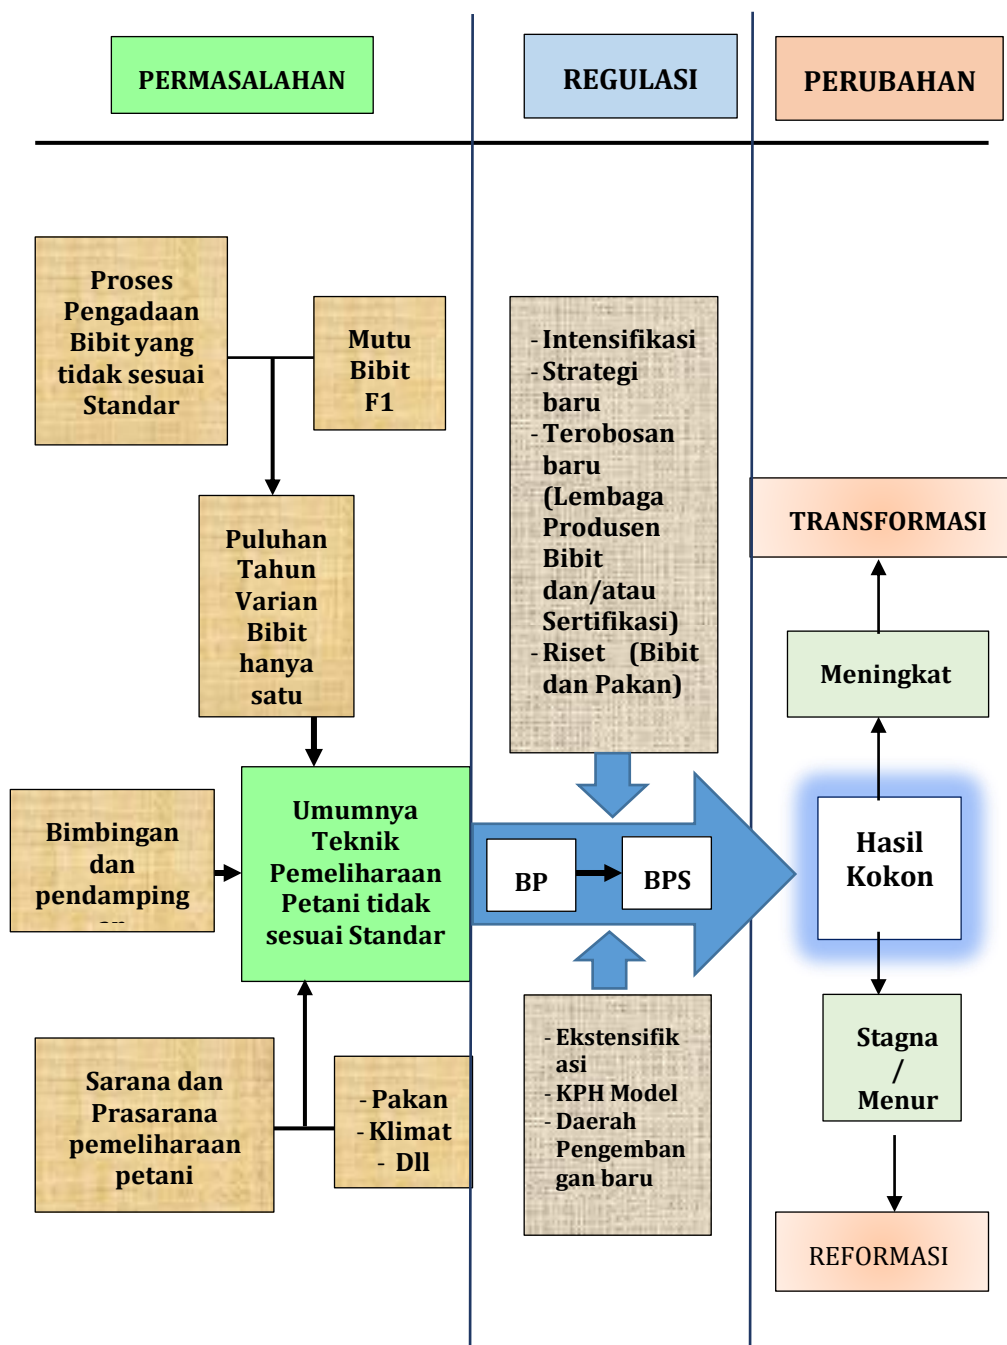 PERMASALAHAN
REGULASI
PERUBAHAN
Proses
Pengadaan
Bibit yang
tidak sesuai
Standar
Mutu
Bibit
F1
Puluhan
Tahun
Varian
Bibit
hanya
satu
Bimbingan
dan
pendamping
Umumnya
Teknik
Pemeliharaan
Petani tidak
sesuai Standar
Sarana dan
Prasarana
pemeliharaan
petani
- Pakan
- Klimat
- Dll
- Intensifikasi
- Strategi
baru
- Terobosan
baru
(Lembaga
Produsen
Bibit
dan/atau
Sertifikasi)
- Riset (Bibit
dan Pakan)
BP
BPS
- Ekstensifik
asi
- KPH Model
- Daerah
Pengemban
gan baru
TRANSFORMASI
Meningkat
Hasil
Kokon
Stagna
/
Menur
REFORMASI